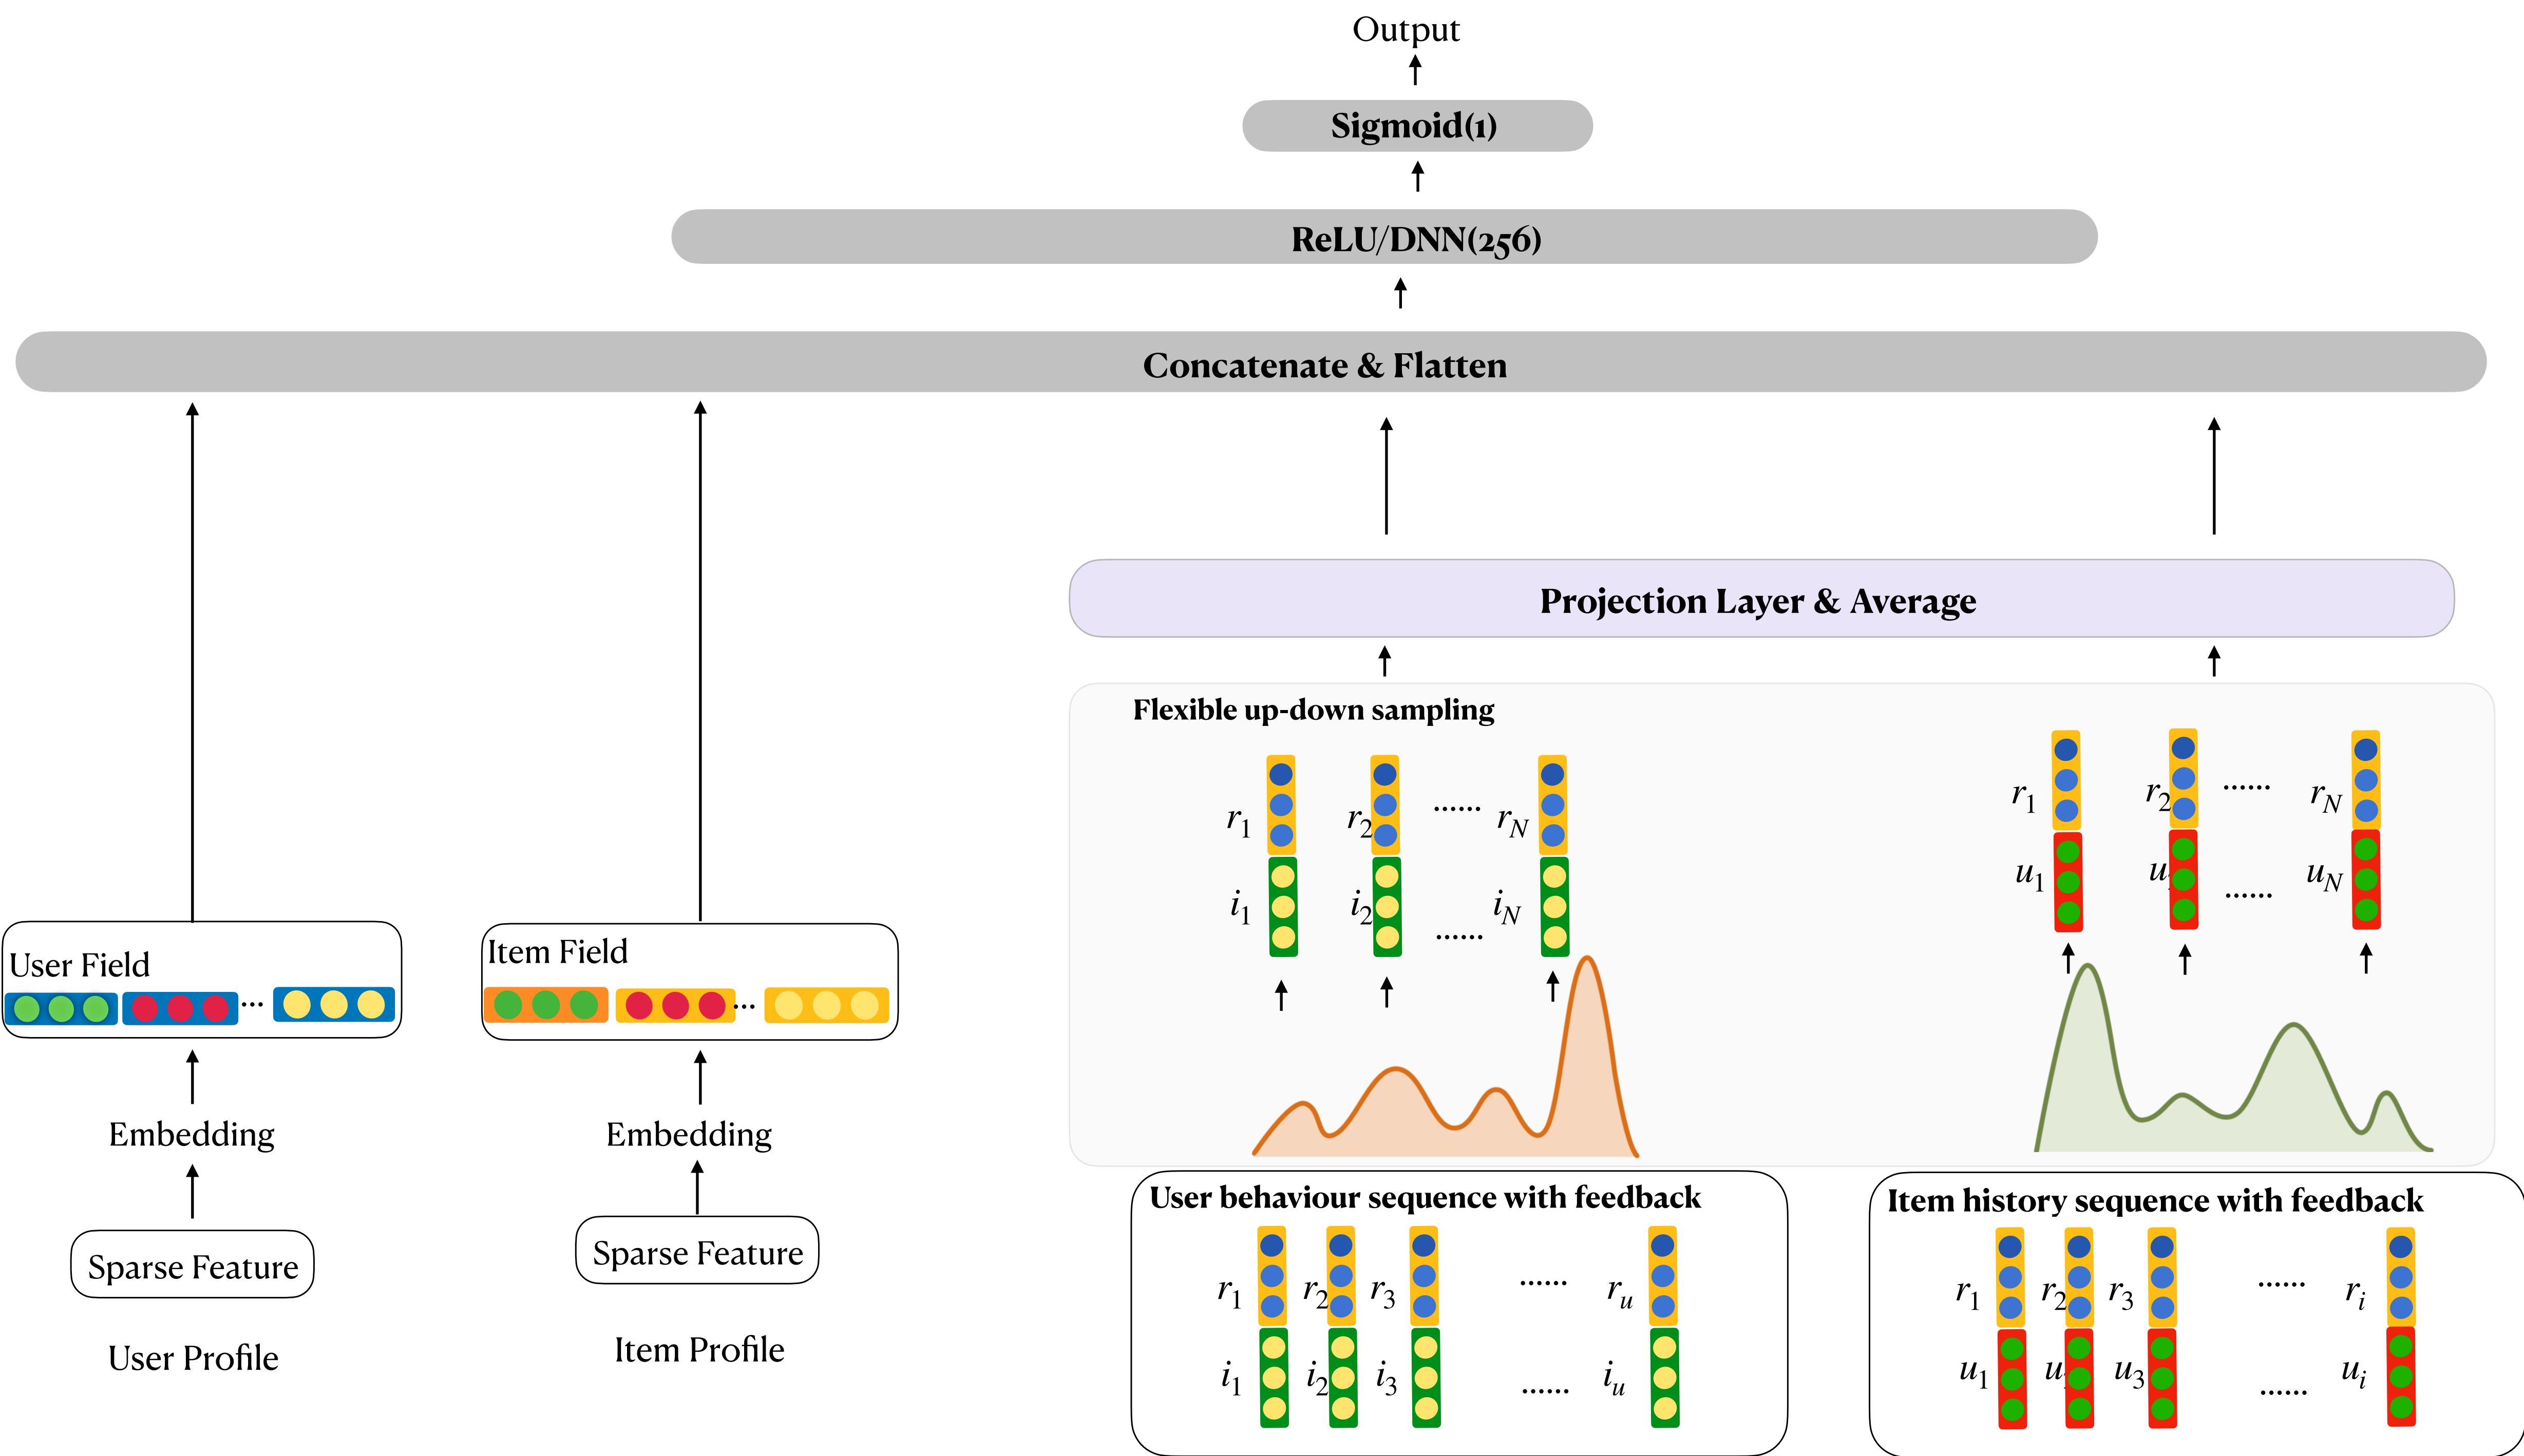 Output
Sigmoid(1)
ReLU/DNN(256)
Concatenate & Flatten
Projection Layer & Average
Flexible up-down sampling
r1 r2 ...... rN
i1 i2 ...... iN
r1 r2 ...... rN
u1 u ...... uN
User Field
...
Item Field
...
Embedding
Embedding
Sparse Feature
Sparse Feature
User Profile
Item Profile
User behaviour sequence with feedback
r1 r2 r3 ...... ru
i1 i2 i3 ...... iu
Item history sequence with feedback
r1 r2 r3 ...... ri
u1 u u3 ...... ui